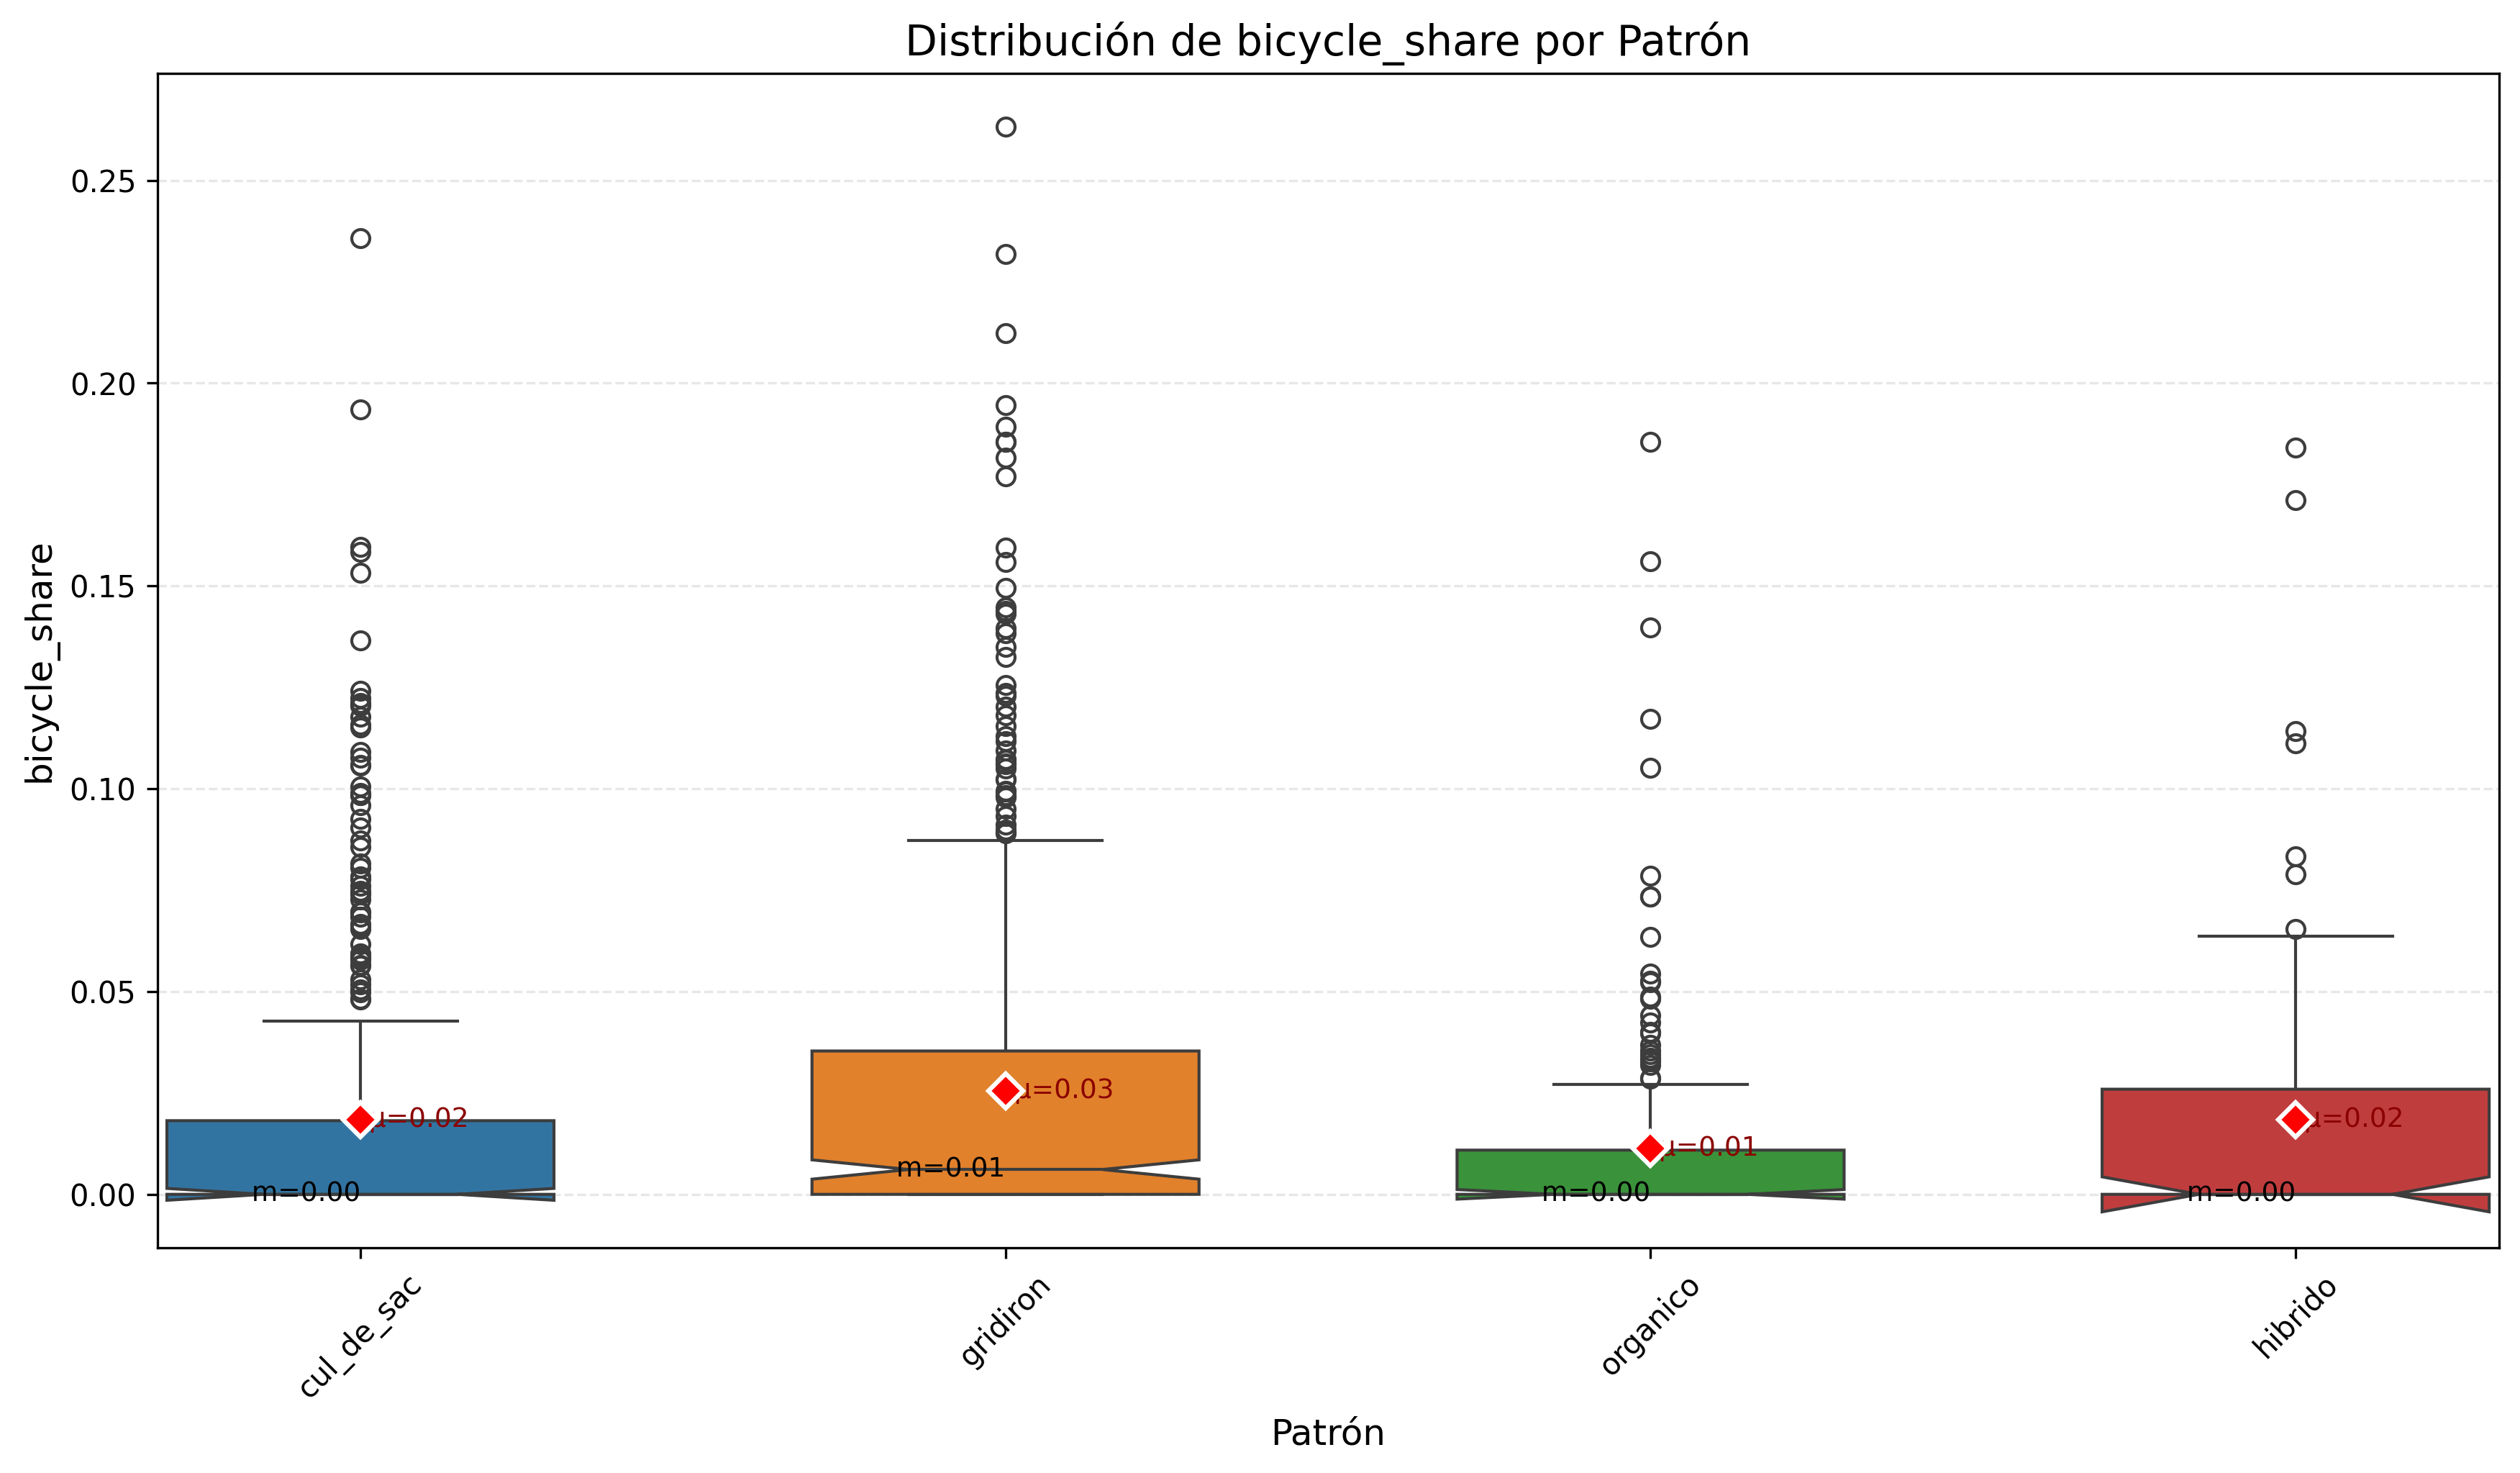 Distribución de bicycle_share por Patrón
bicycle_share
0.25
0.20
0.15
0.10
0.05
0.00
μ=0.02
m=0.00
μ=0.03
m=0.01
μ=0.01
m=0.00
μ=0.02
m=0.00
cul_de_sac
gridiron
organico
hibrido
Patrón